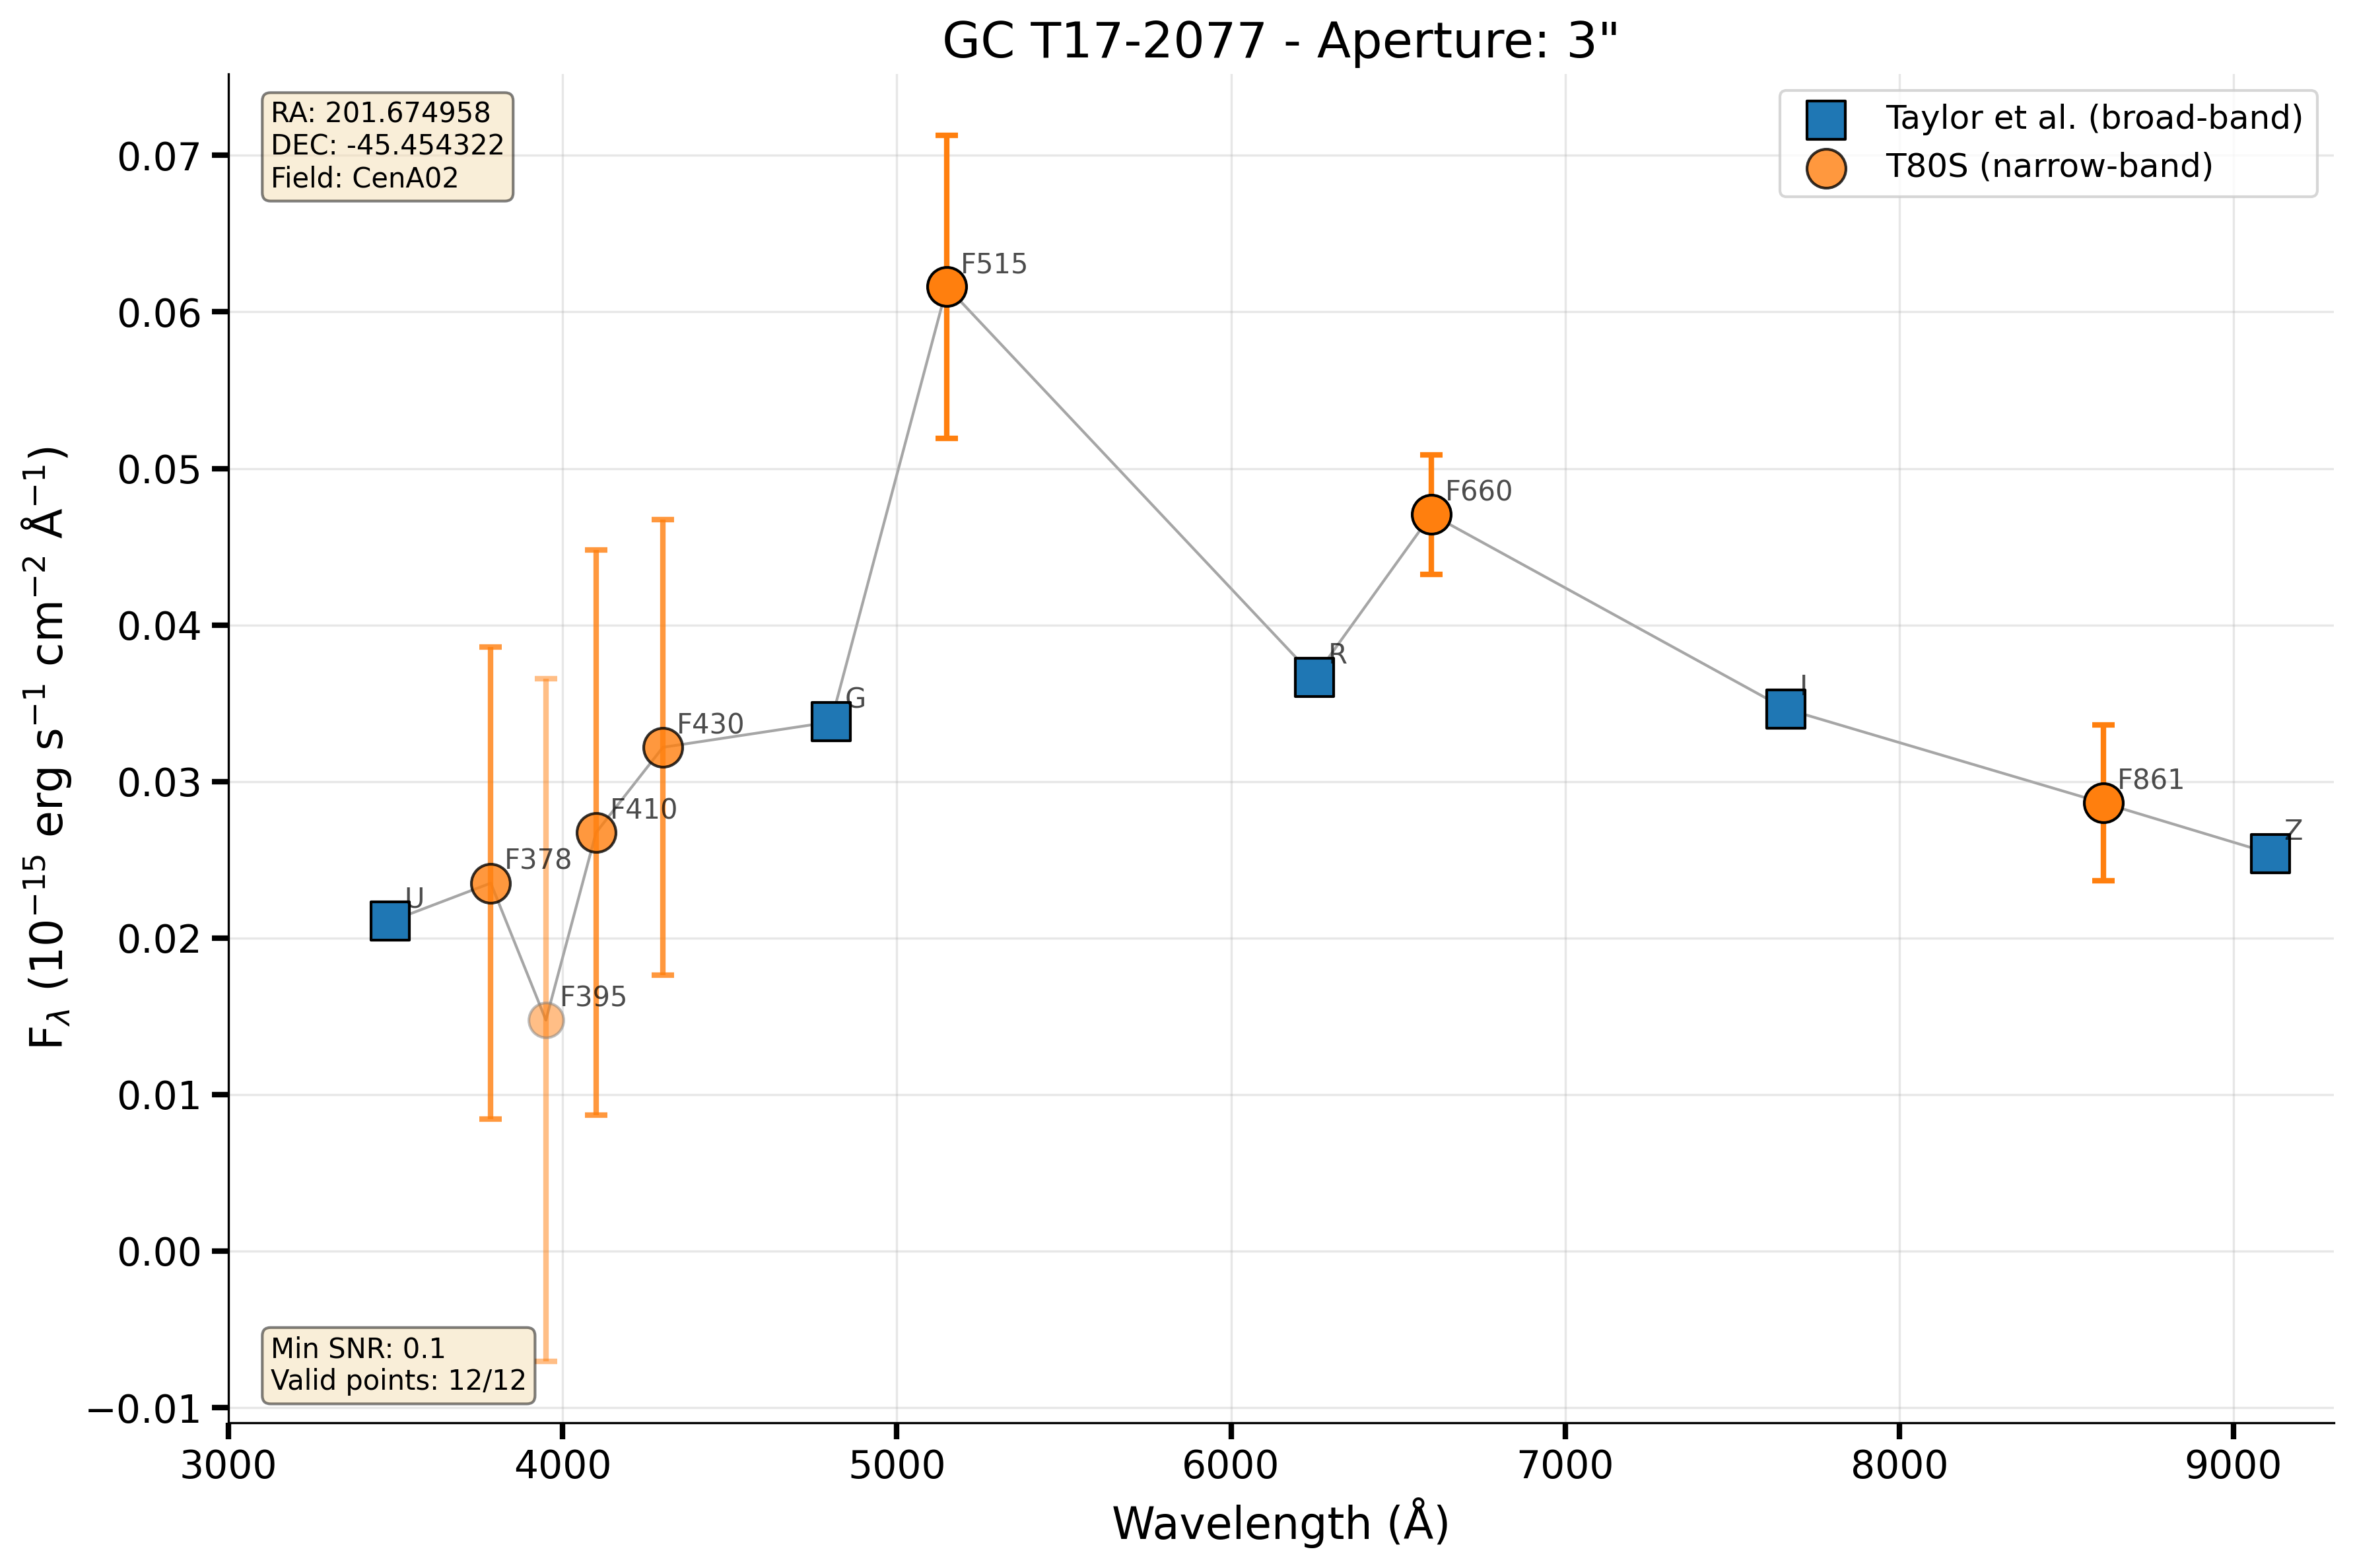 GC T17-2077 - Aperture: 3"
RA: 201.674958
DEC: -45.454322
Field: CenA02
Taylor et al. (broad-band)
T80S (narrow-band)
0.07
0.06
0.05
0.04
0.03
0.02
0.01
0.00
−0.01
F515
F660
R
G
I
F430
F410
F861
Z
F378
U
F395
Min SNR: 0.1
Valid points: 12/12
3000
4000
5000
6000
7000
8000
9000
Wavelength (Å)
Fλ (10⁻¹⁵ erg s⁻¹ cm⁻² Å⁻¹)